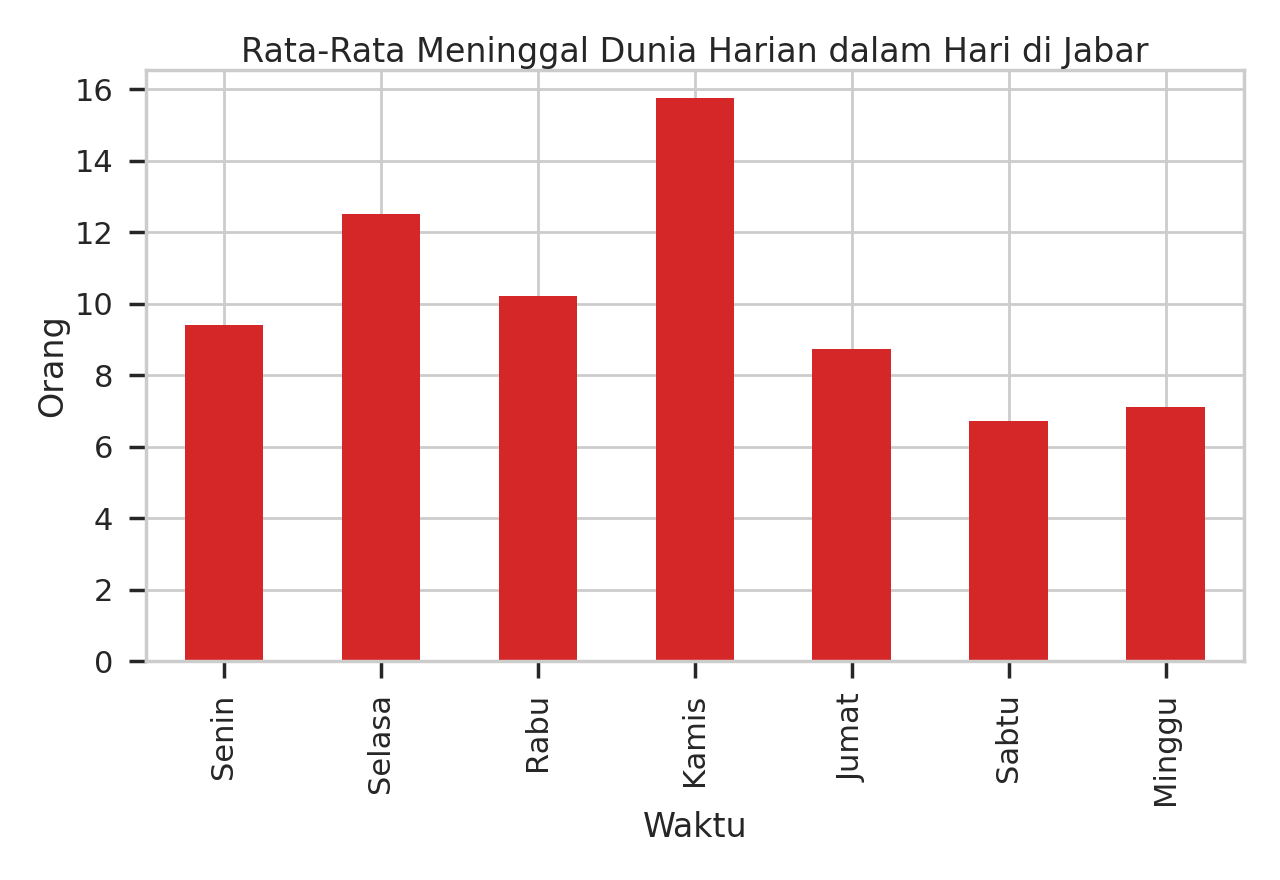 Rata-Rata Meninggal Dunia Harian dalam Hari di Jabar
16
14
12
10
8
6
4
2
0
Orang
Senin
Selasa
Rabu
Kamis
Jumat
Sabtu
Minggu
Waktu